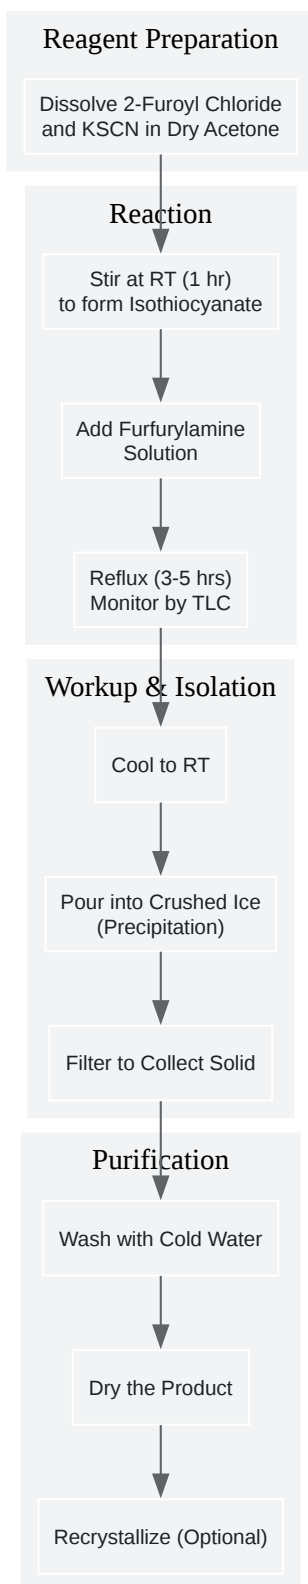 Reagent Preparation
Dissolve 2-Furoyl Chloride
and KSCN in Dry Acetone
Reaction
Stir at RT (1 hr)
to form Isothiocyanate
Add Furfurylamine
Solution
Reflux (3-5 hrs)
Monitor by TLC
Workup & Isolation
Cool to RT
Pour into Crushed Ice
(Precipitation)
Filter to Collect Solid
Purification
Wash with Cold Water
Dry the Product
Recrystallize (Optional)